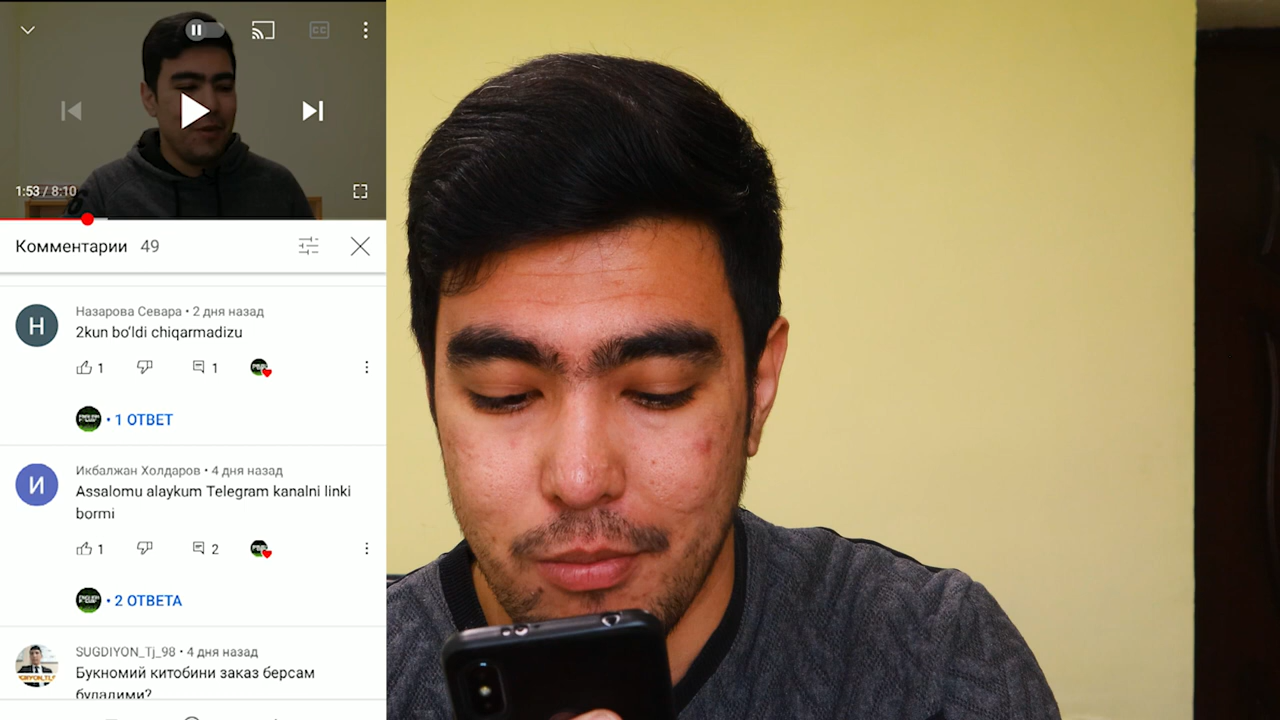 CC
1:53 / 8:10
Комментарии 49
Н
Назарова Севара • 2 дня назад
2kun bo‘ldi chiqarmadizu
1 1
• 1 ОТВЕТ
И
Икбалжан Холдаров • 4 дня назад
Assalomu alaykum Telegram kanalni linki
bormi
1 2
• 2 ОТВЕТА
SUGDIYON_Tj_98 • 4 дня назад
Букномий китобини заказ берсам
буладими?